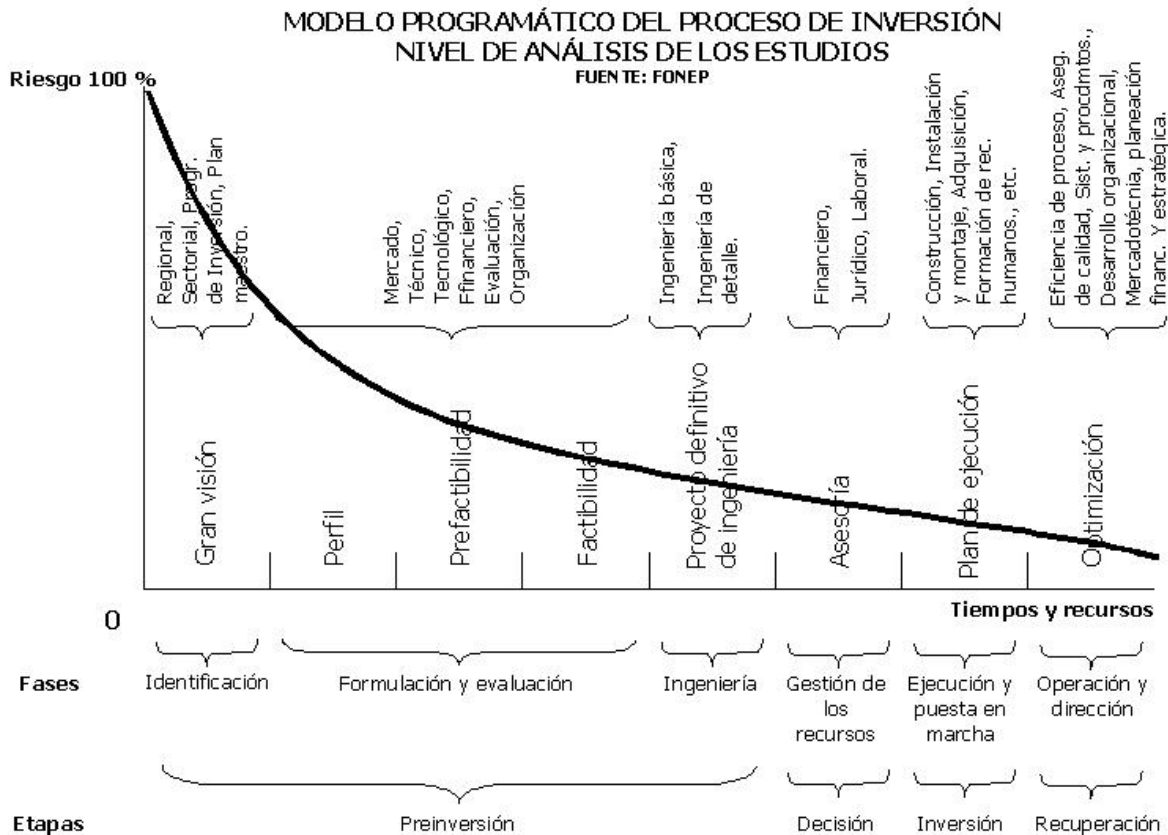 MODELO PROGRAMÁTICO DEL PROCESO DE INVERSIÓN
NIVEL DE ANÁLISIS DE LOS ESTUDIOS
FUENTE: FONEP
Riesgo 100 %
Regional,
Sectorial, Progr.
de Inversión, Plan
maestro.
Mercado,
Técnico,
Tecnológico,
Ffinanciero,
Evaluación,
Organización
Ingeniería básica,
Ingeniería de
detalle.
Financiero,
Jurídico, Laboral.
Construcción, Instalación
y montaje, Adquisición,
Formación de rec.
humanos., etc.
Eficiencia de proceso, Aseg.
de calidad, Sist. y procdmtos.,
Desarrollo organizacional,
Mercadotécnia, planeación
financ. Y estratégica.
Gran visión
Perfil
Prefactibilidad
Factibilidad
Proyecto definitivo
de ingeniería
Asesoría
Plan de ejecución
Optimización
0
Tiempos y recursos
Fases
Identificación
Formulación y evaluación
Ingeniería
Gestión de
los
recursos
Ejecución y
puesta en
marcha
Operación y
dirección
Etapas
Preinversión
Decisión
Inversión
Recuperación